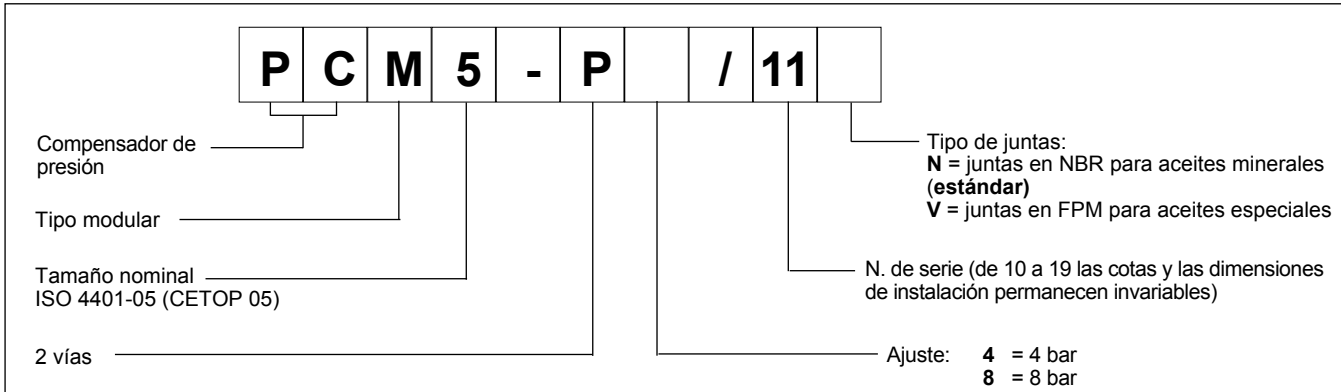 P C M 5 - P / 11
Compensador de
presión
Tipo modular
Tamaño nominal
ISO 4401-05 (CETOP 05)
2 vías
Tipo de juntas:
N = juntas en NBR para aceites minerales
(estándar)
V = juntas en FPM para aceites especiales
N. de serie (de 10 a 19 las cotas y las dimensiones
de instalación permanecen invariables)
Ajuste: 4 = 4 bar
8 = 8 bar